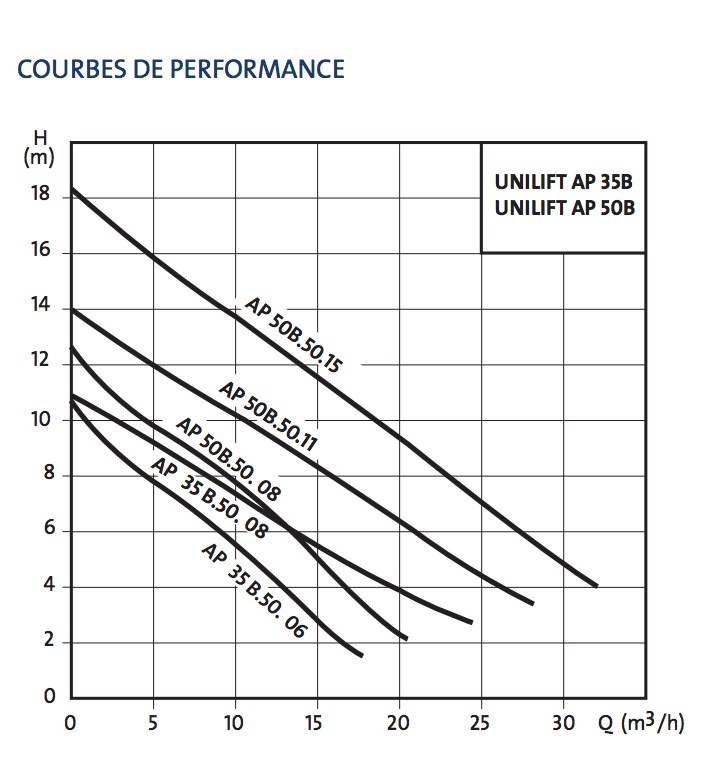 COURBES DE PERFORMANCE
H
(m)
UNILIFT AP 35B
UNILIFT AP 50B
18
16
14
12
10
8
6
4
2
0
AP 50B.50.15
AP 50B.50.11
AP 50B.50. 08
AP 35 B.50. 08
AP 35 B.50. 06
0 5 10 15 20 25 30 Q (m³/h)